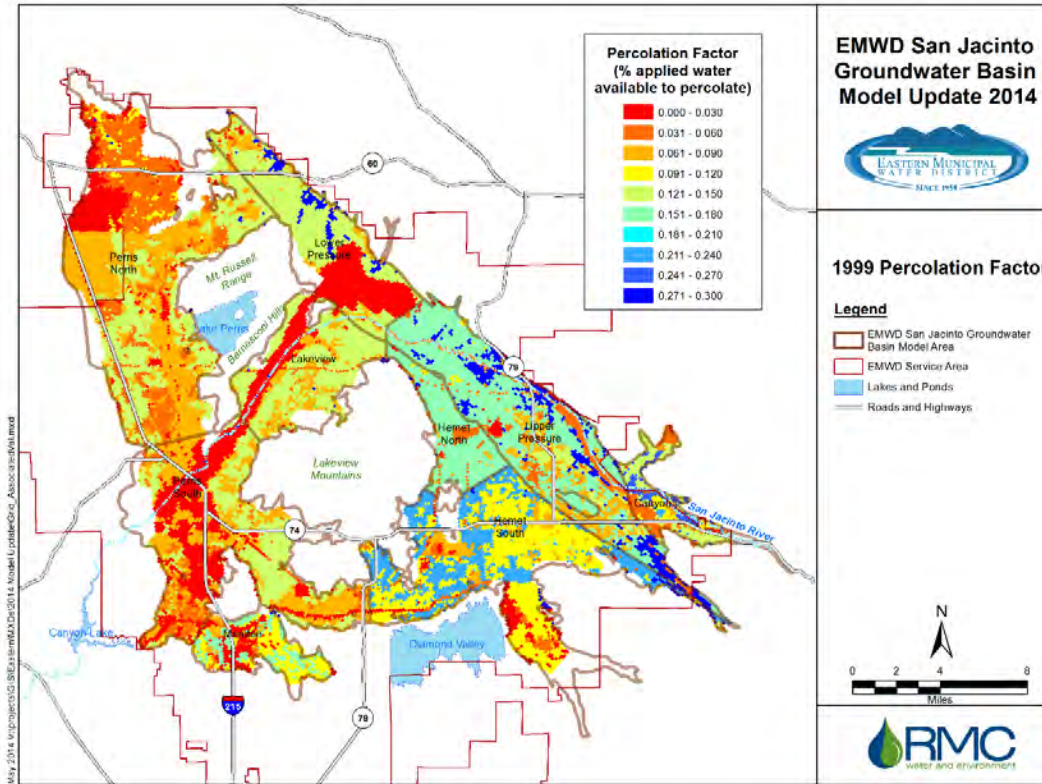 Percolation Factor
(% applied water
available to percolate)
0.000 - 0.030
0.031 - 0.060
0.061 - 0.090
0.091 - 0.120
0.121 - 0.150
0.151 - 0.180
0.181 - 0.210
0.211 - 0.240
0.241 - 0.270
0.271 - 0.300
60
Lower
Pressure
Perris
North
Mt. Russell
Range
Lake Perris
Bernasconi Hills
Lakeview
79
Hemet
North
Upper
Pressure
Lakeview
Mountains
Perris
South
Canyon
San Jacinto
River
74
Hemet
South
Canyon Lake
Menifee
Diamond Valley
215
79
EMWD San Jacinto
Groundwater Basin
Model Update 2014
EASTERN MUNICIPAL
WATER DISTRICT
SINCE 1950
1999 Percolation Factor
Legend
EMWD San Jacinto Groundwater
Basin Model Area
EMWD Service Area
Lakes and Ponds
Roads and Highways
N
0 2 4 8
Miles
RMC
water and environment